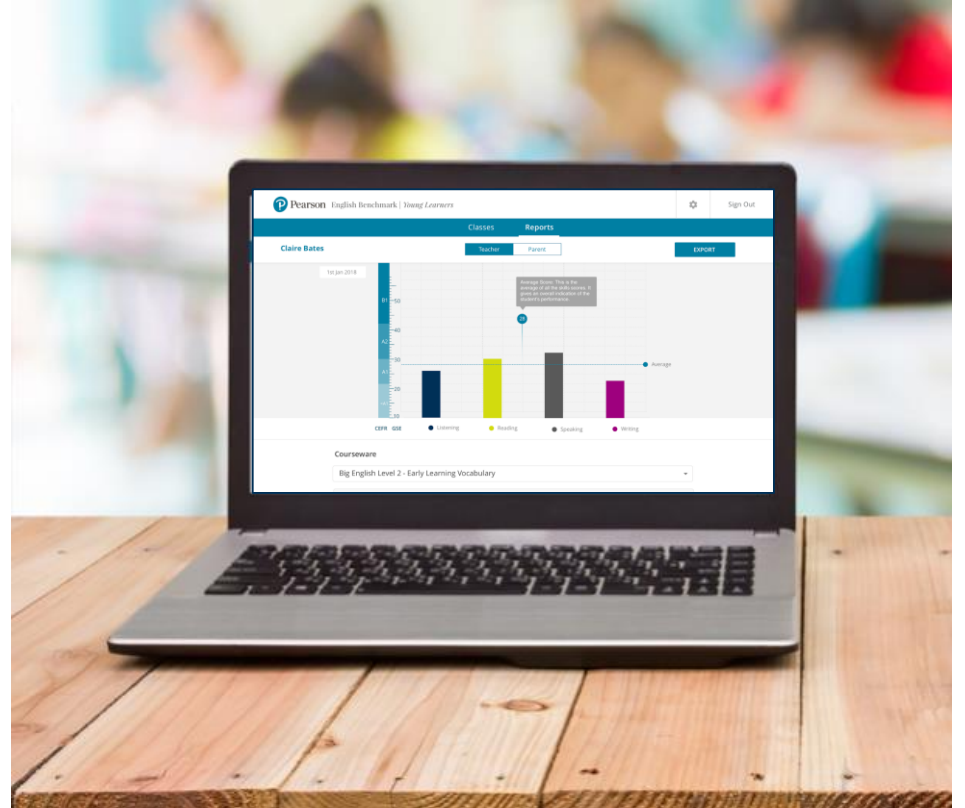 Pearson English Benchmark | Young Learners
Sign Out
Classes Reports
Claire Bates
Teacher Parent
EXPORT
1st Jan 2018
Average Score: This is the
average of all the skills scores. It
gives an overall indication of the
student's performance.
B1
50
40
A2
30
Average
A1
20
10
CEFR GSE
Listening Reading Speaking Writing
Courseware
Big English Level 2 - Early Learning Vocabulary